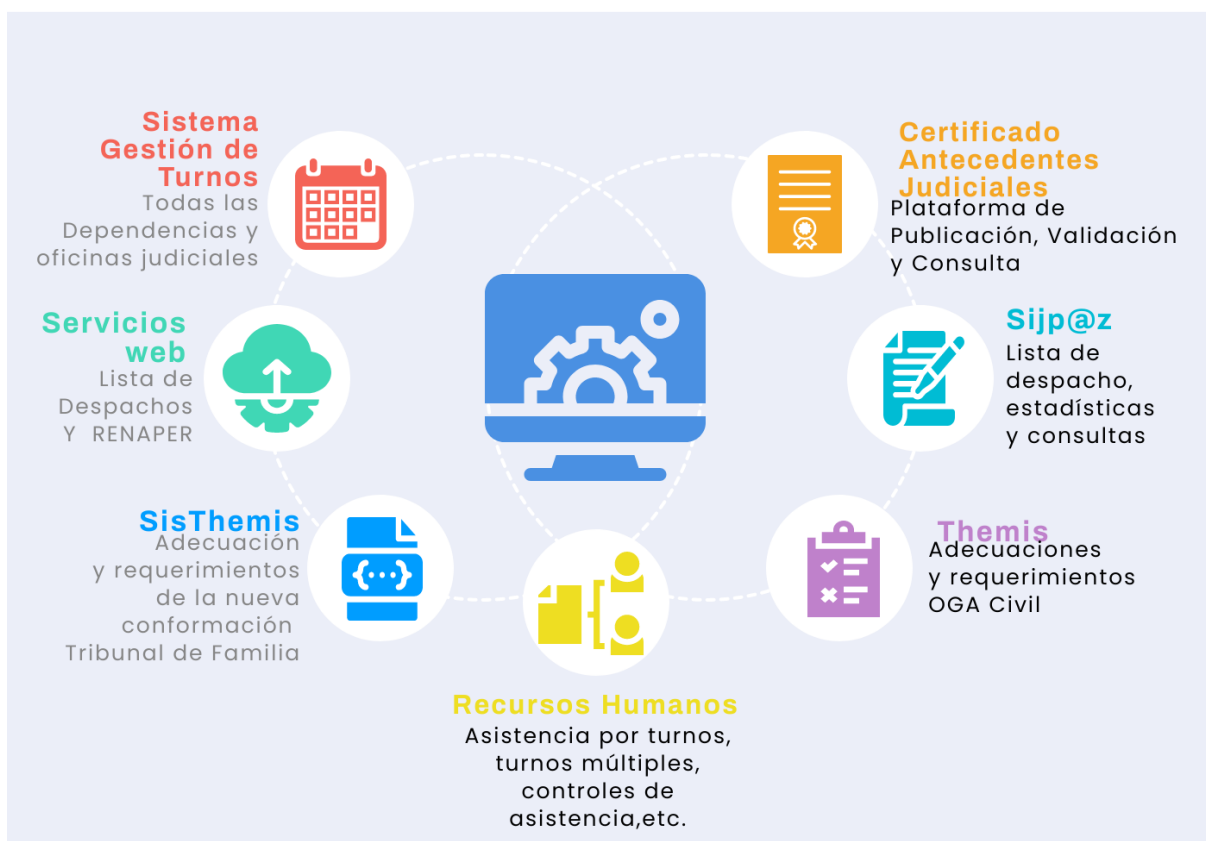 Sistema
Gestión de
Turnos
Todas las
Dependencias y
oficinas judiciales
Servicios
web
Lista de
Despachos
Y RENAPER
SisThemis
Adecuación
y requerimientos
de la nueva
conformación
Tribunal de Familia
Recursos Humanos
Asistencia por turnos,
turnos múltiples,
controles de
asistencia,etc.
Certificado
Antecedentes
Judiciales
Plataforma de
Publicación, Validación
y Consulta
Sijp@z
Lista de
despacho,
estadísticas
y consultas
Themis
Adecuaciones
y requerimientos
OGA Civil